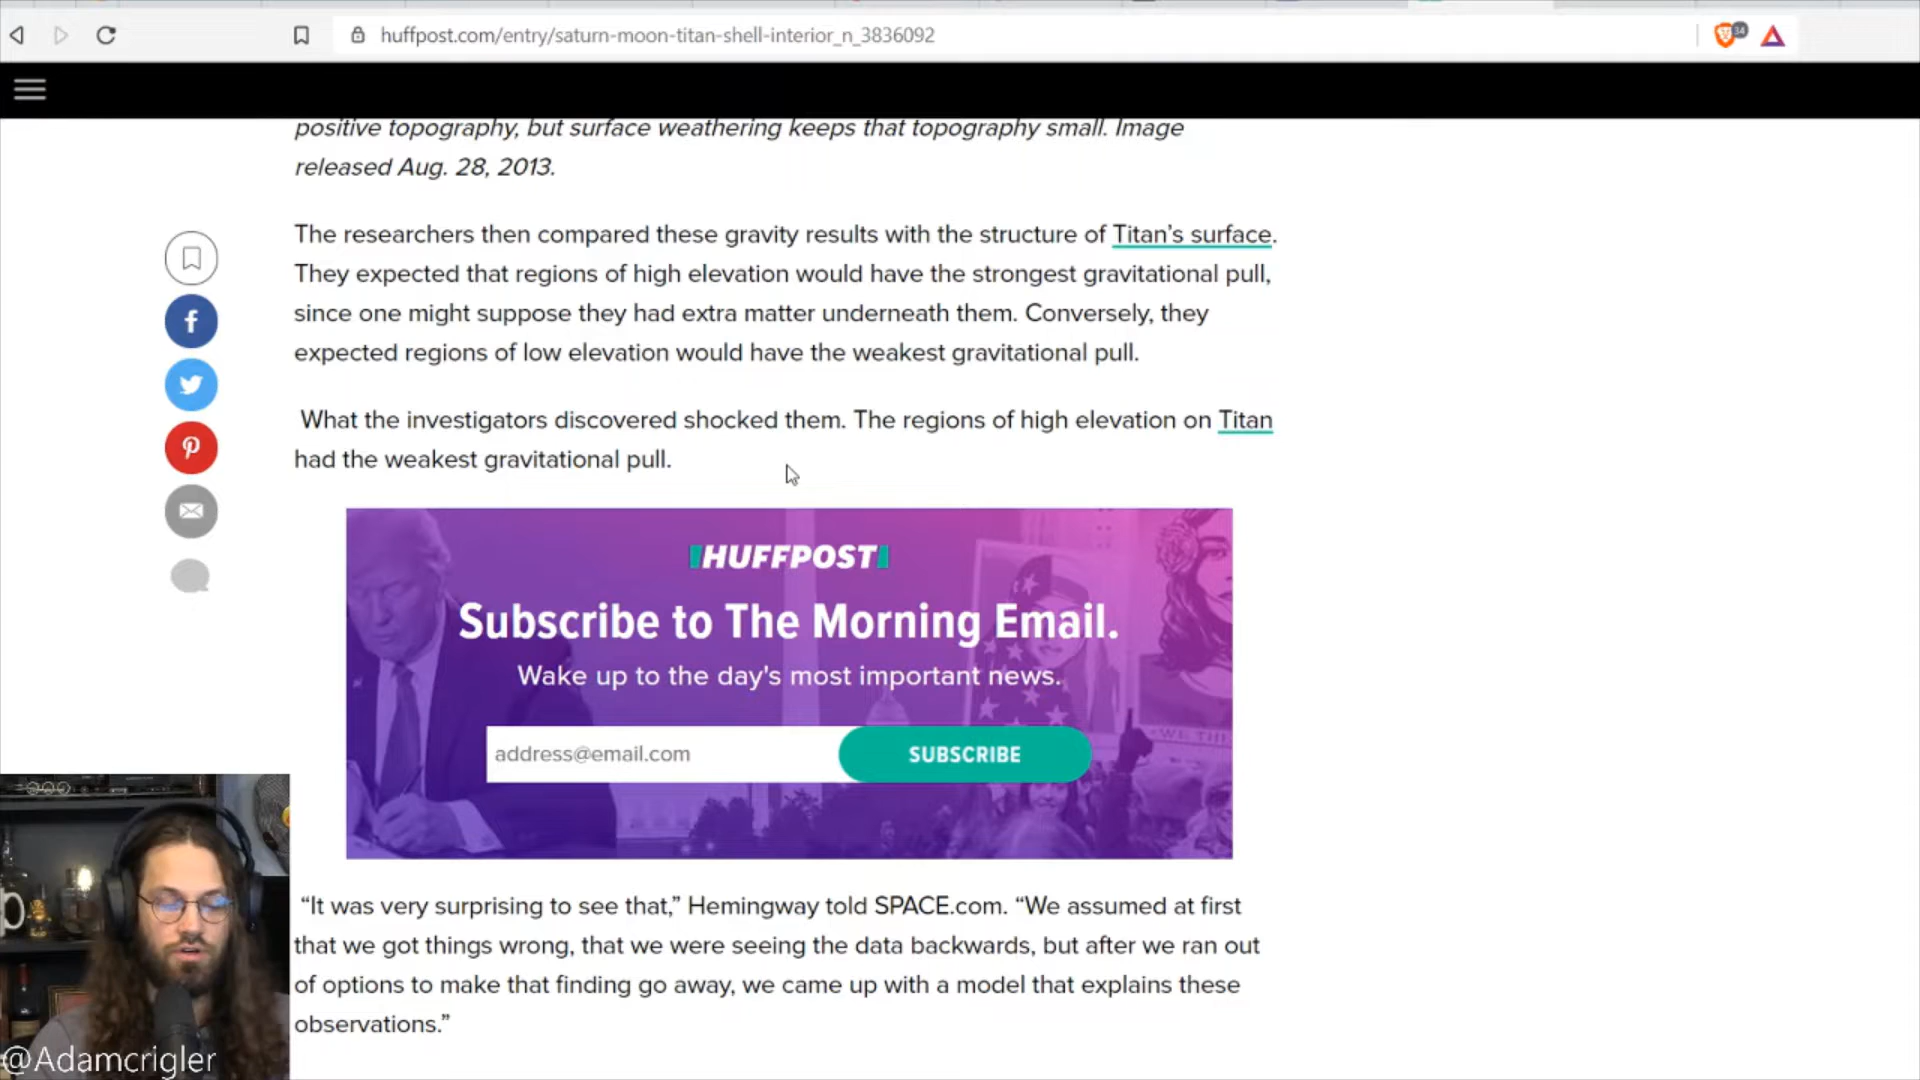 huffpost.com/entry/saturn-moon-titan-shell-interior_n_3836092
34
positive topography, but surface weathering keeps that topography small. Image
released Aug. 28, 2013.
The researchers then compared these gravity results with the structure of Titan's surface.
They expected that regions of high elevation would have the strongest gravitational pull,
since one might suppose they had extra matter underneath them. Conversely, they
expected regions of low elevation would have the weakest gravitational pull.
What the investigators discovered shocked them. The regions of high elevation on Titan
had the weakest gravitational pull.
HUFFPOST
Subscribe to The Morning Email.
Wake up to the day's most important news.
address@email.com
SUBSCRIBE
“It was very surprising to see that,” Hemingway told SPACE.com. “We assumed at first
that we got things wrong, that we were seeing the data backwards, but after we ran out
of options to make that finding go away, we came up with a model that explains these
observations.”
@Adamcrigler